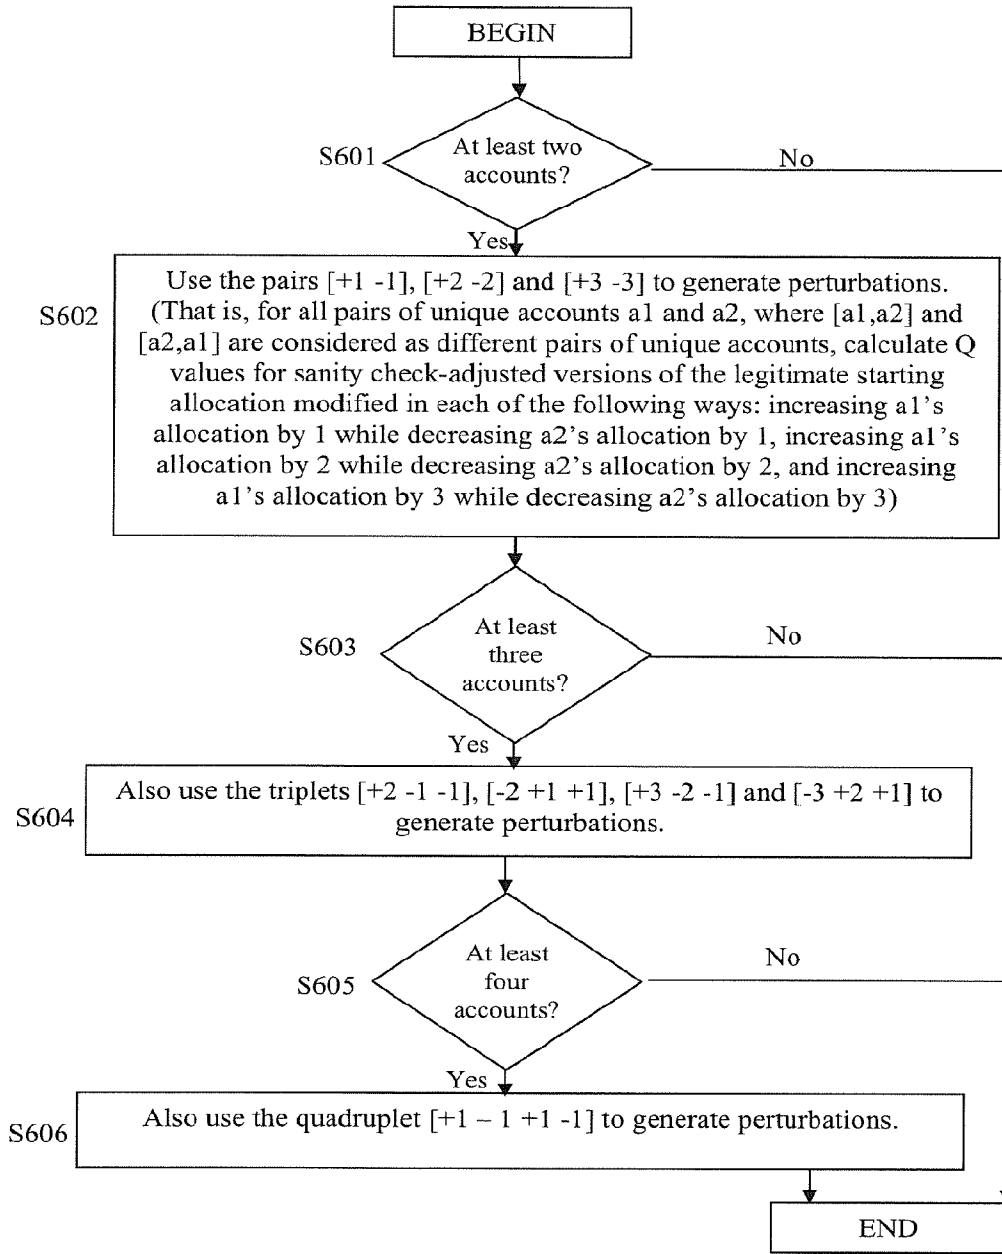 BEGIN
S601
At least two
accounts?
No
Yes
S602
Use the pairs [+1 -1], [+2 -2] and [+3 -3] to generate perturbations.
(That is, for all pairs of unique accounts a1 and a2, where [a1,a2] and
[a2,a1] are considered as different pairs of unique accounts, calculate Q
values for sanity check-adjusted versions of the legitimate starting
allocation modified in each of the following ways: increasing a1's
allocation by 1 while decreasing a2's allocation by 1, increasing a1's
allocation by 2 while decreasing a2's allocation by 2, and increasing
a1's allocation by 3 while decreasing a2's allocation by 3)
S603
At least
three
accounts?
No
Yes
S604
Also use the triplets [+2 -1 -1], [-2 +1 +1], [+3 -2 -1] and [-3 +2 +1] to
generate perturbations.
S605
At least
four
accounts?
No
Yes
S606
Also use the quadruplet [+1 – 1 +1 -1] to generate perturbations.
END